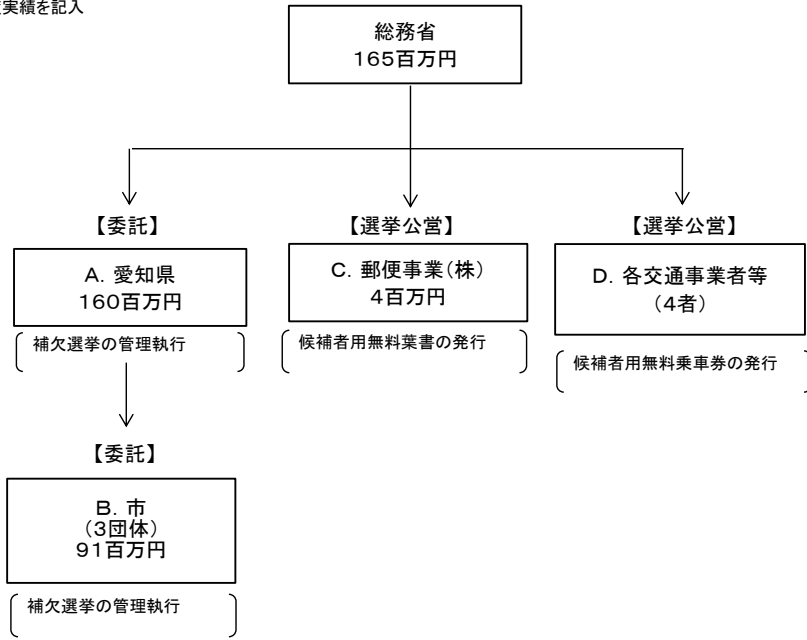 実績を記入
総務省
165百万円
【委託】
【選挙公営】
【選挙公営】
A. 愛知県
160百万円
C. 郵便事業(株)
4百万円
D. 各交通事業者等
(4者)
補欠選挙の管理執行
候補者用無料葉書の発行
候補者用無料乗車券の発行
【委託】
B. 市
(3団体)
91百万円
補欠選挙の管理執行